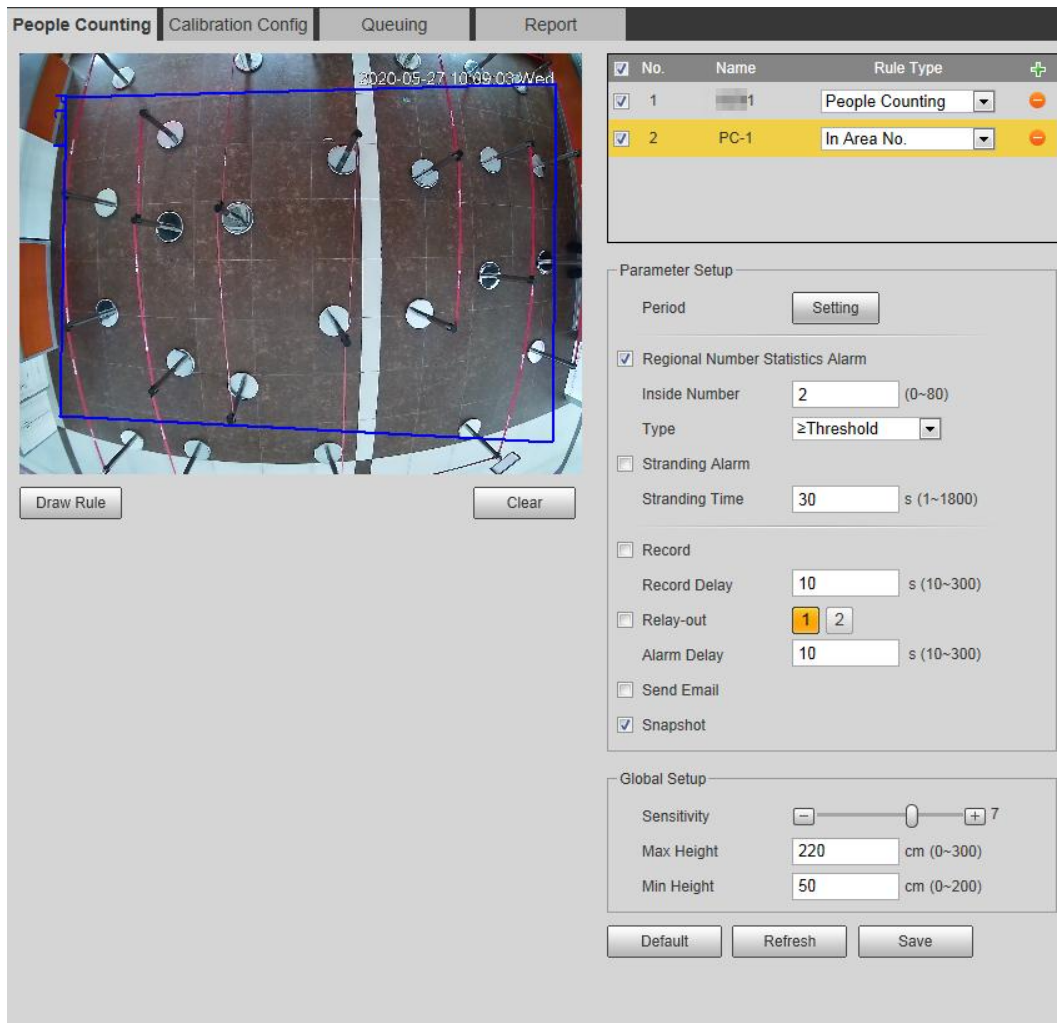 People Counting Calibration Config Queuing Report
2020-05-27 10:09:03 Wed
No. Name Rule Type
1 1 People Counting
2 PC-1 In Area No.
Draw Rule Clear
Parameter Setup
Period Setting
Regional Number Statistics Alarm
Inside Number 2 (0~80)
Type ≥Threshold
Stranding Alarm
Stranding Time 30 s (1~1800)
Record
Record Delay 10 s (10~300)
Relay-out 1 2
Alarm Delay 10 s (10~300)
Send Email
Snapshot
Global Setup
Sensitivity 7
Max Height 220 cm (0~300)
Min Height 50 cm (0~200)
Default Refresh Save